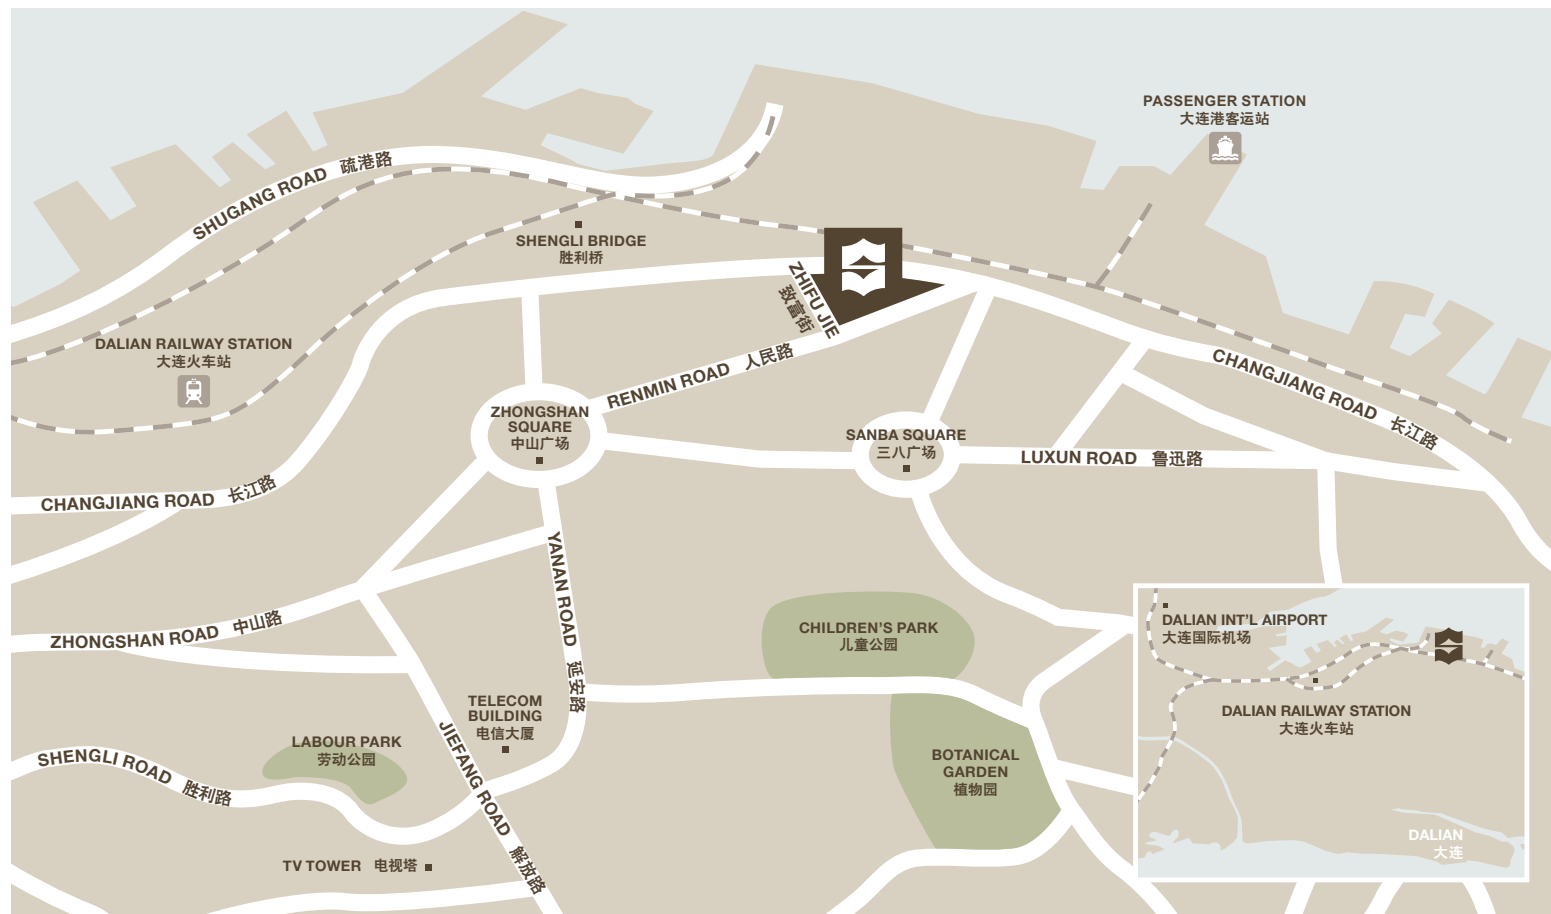 PASSENGER STATION
大连港客运站
SHUGANG ROAD 疏港路
SHENGLI BRIDGE
胜利桥
ZHIFU JIE
致富街
DALIAN RAILWAY STATION
大连火车站
RENMIN ROAD 人民路
CHANGJIANG ROAD 长江路
ZHONGSHAN
SQUARE
中山广场
SANBA SQUARE
三八广场
LUXUN ROAD 鲁迅路
CHANGJIANG ROAD 长江路
YANAN ROAD 延安路
ZHONGSHAN ROAD 中山路
CHILDREN'S PARK
儿童公园
TELECOM
BUILDING
电信大厦
LABOUR PARK
劳动公园
JIEFANG ROAD 解放路
SHENGLI ROAD 胜利路
BOTANICAL
GARDEN
植物园
TV TOWER 电视塔
DALIAN INT'L AIRPORT
大连国际机场
DALIAN RAILWAY STATION
大连火车站
DALIAN
大连